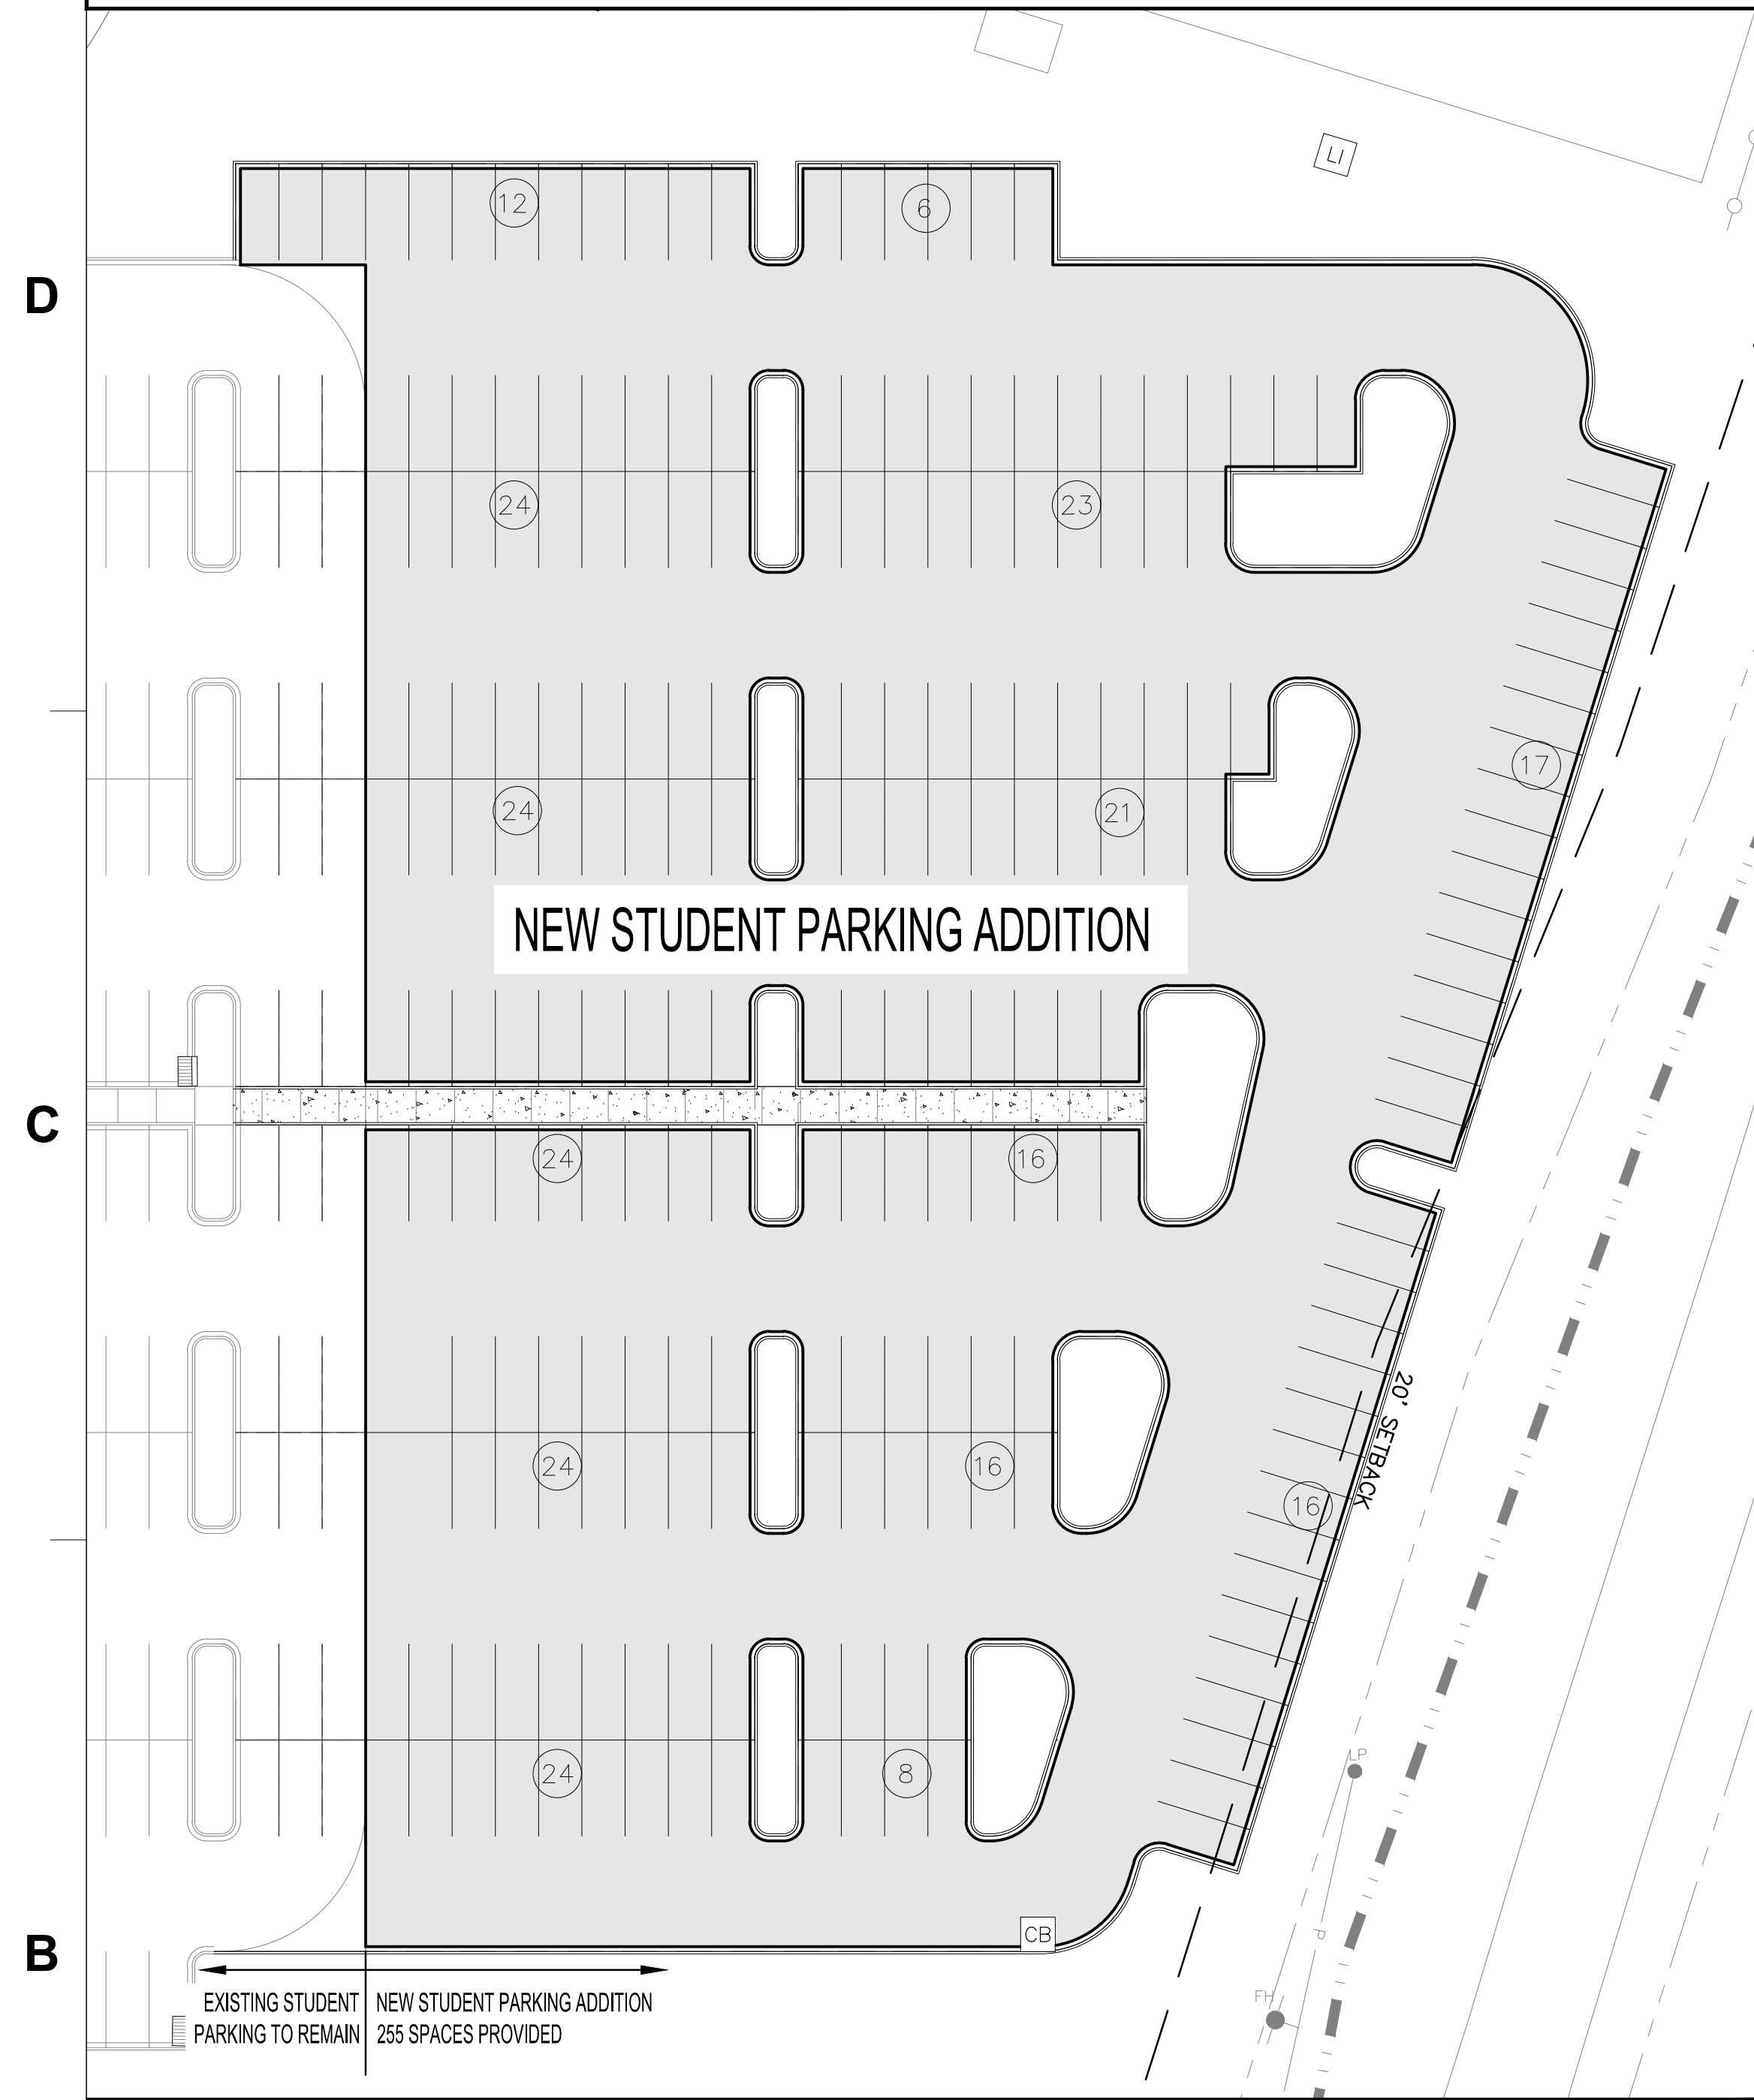 LI
12
6
D
24
23
24
21
17
NEW STUDENT PARKING ADDITION
C
24
16
20' SETBACK
24
16
16
LP
24
8
CB
P
B
FH
EXISTING STUDENT
PARKING TO REMAIN
NEW STUDENT PARKING ADDITION
255 SPACES PROVIDED